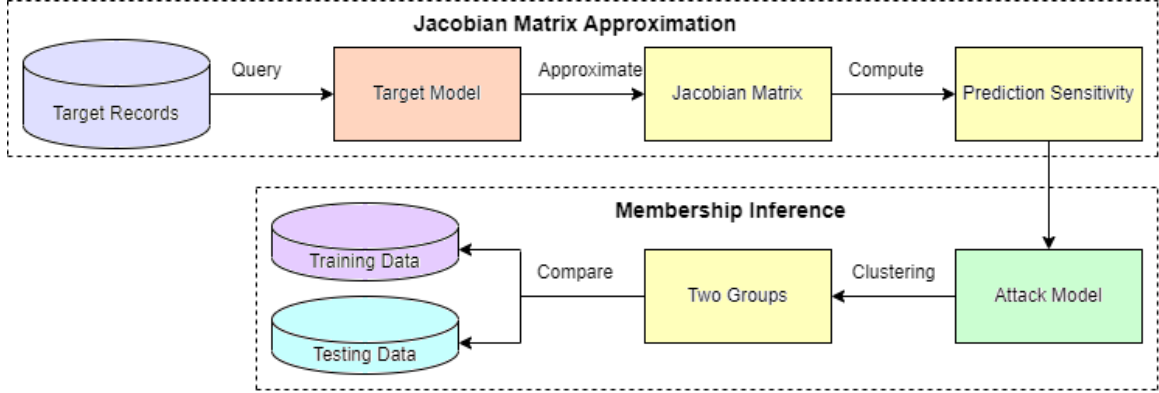 Jacobian Matrix Approximation
Target Records
Query
Target Model
Approximate
Jacobian Matrix
Compute
Prediction Sensitivity
Membership Inference
Training Data
Testing Data
Compare
Two Groups
Clustering
Attack Model